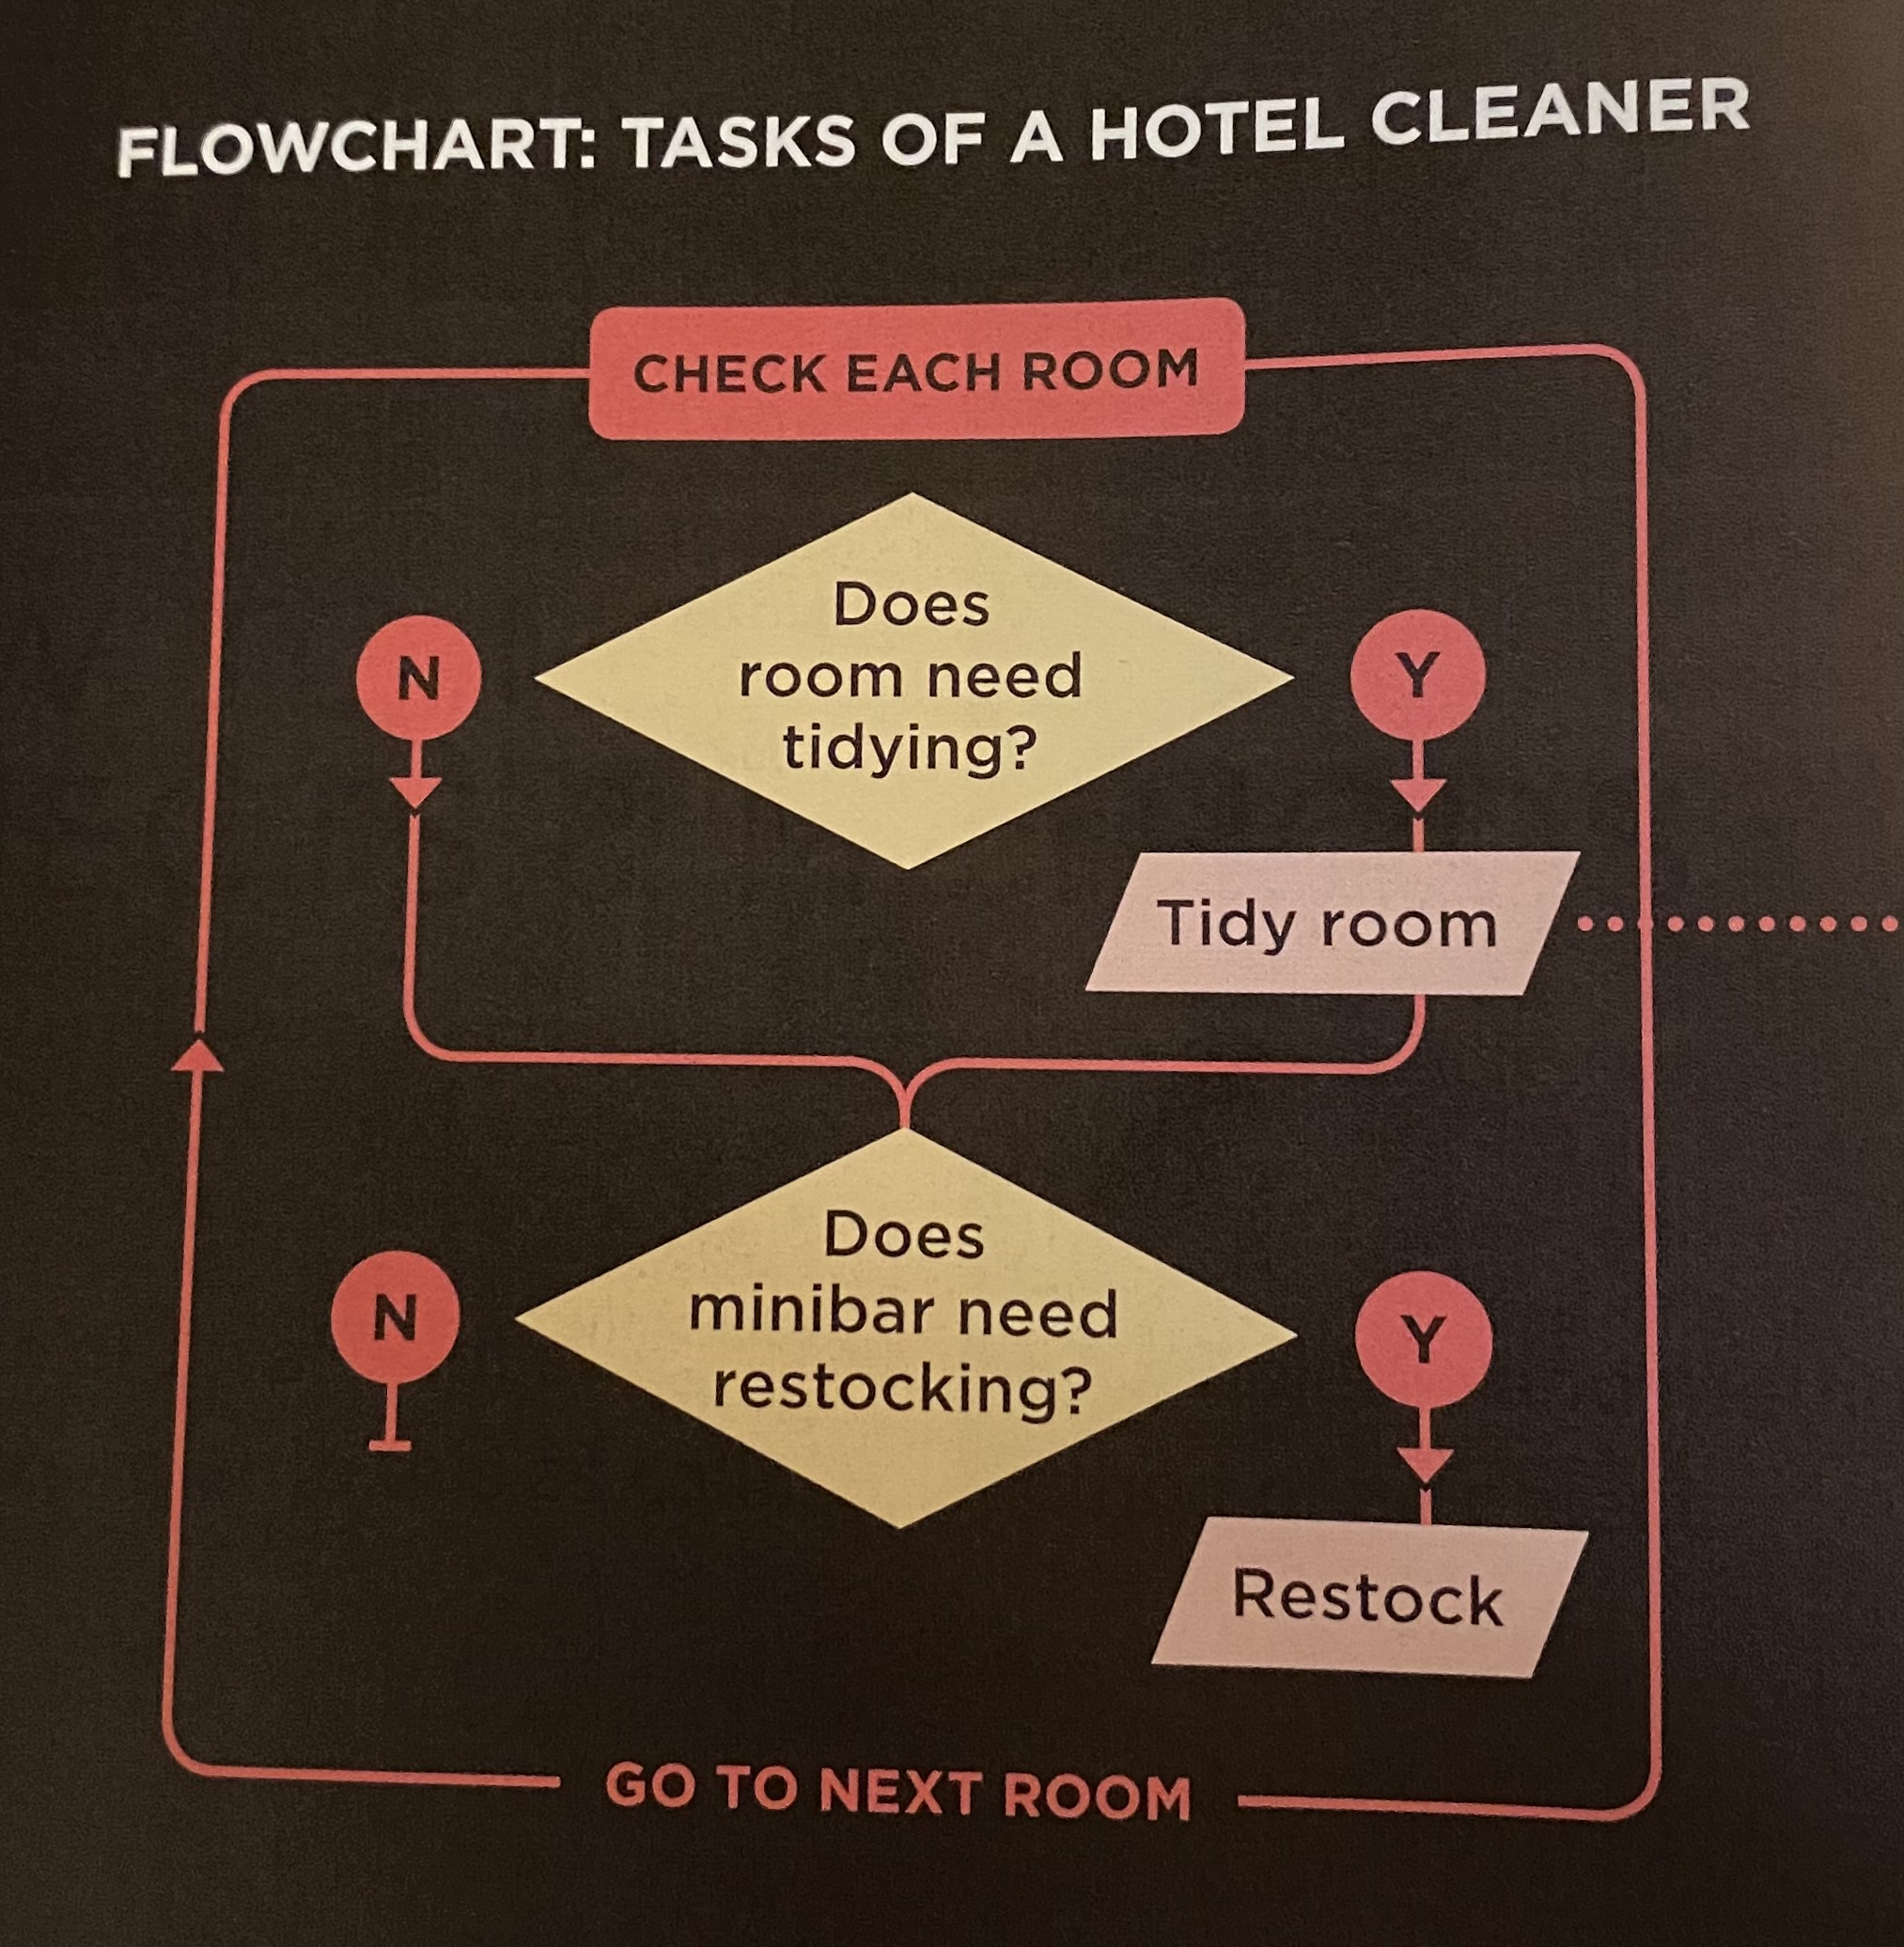 FLOWCHART: TASKS OF A HOTEL CLEANER
CHECK EACH ROOM
Does
room need
tidying?
N
Y
Tidy room
Does
minibar need
restocking?
N
Y
Restock
GO TO NEXT ROOM